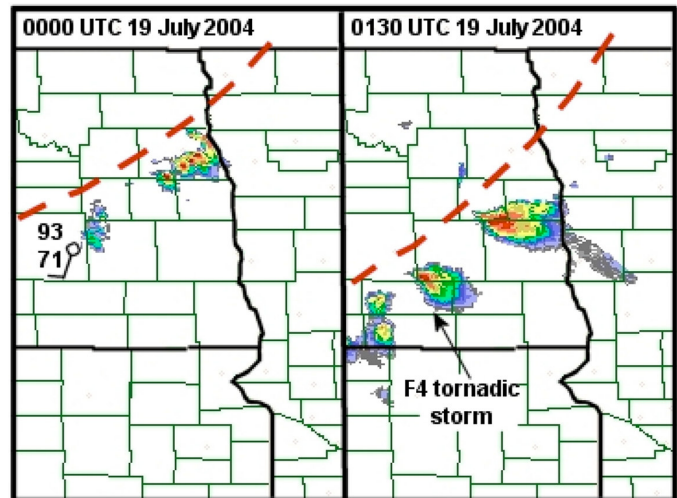 0000 UTC 19 July 2004
93
71
0130 UTC 19 July 2004
F4 tornadic
storm